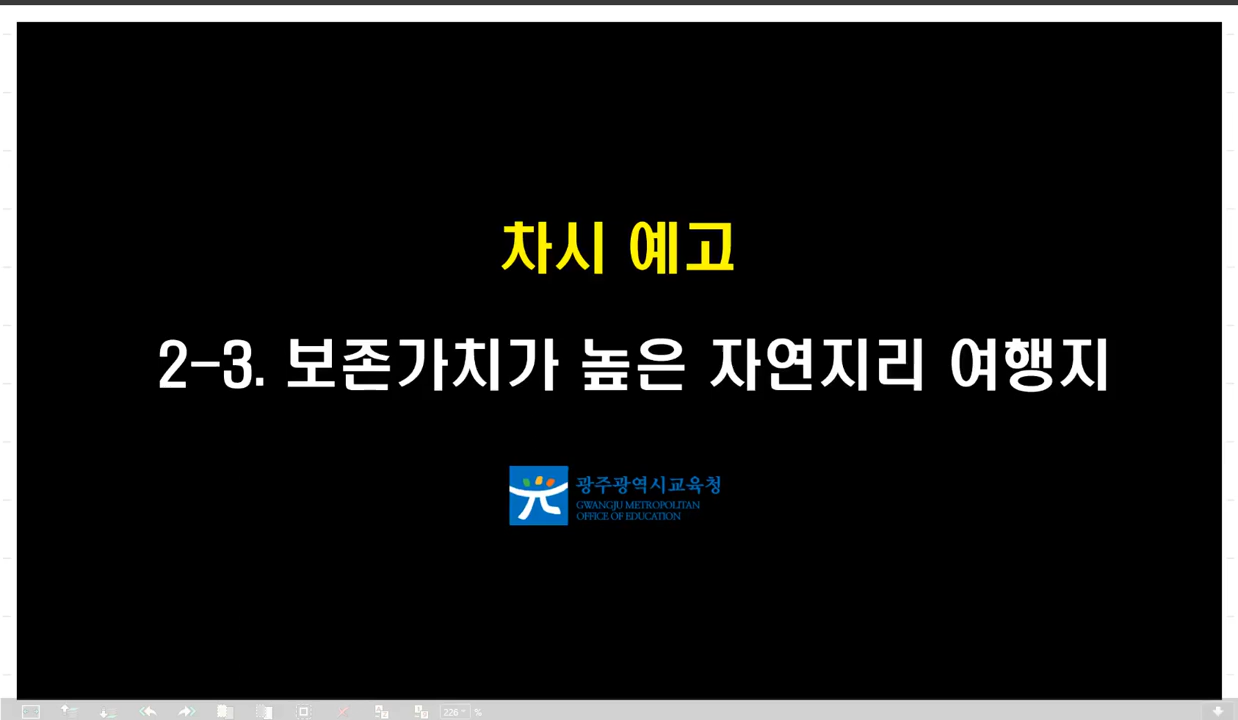 차시 예고
2-3. 보존가치가 높은 자연지리 여행지
광주광역시교육청
GWANGJU METROPOLITAN
OFFICE OF EDUCATION
226 %